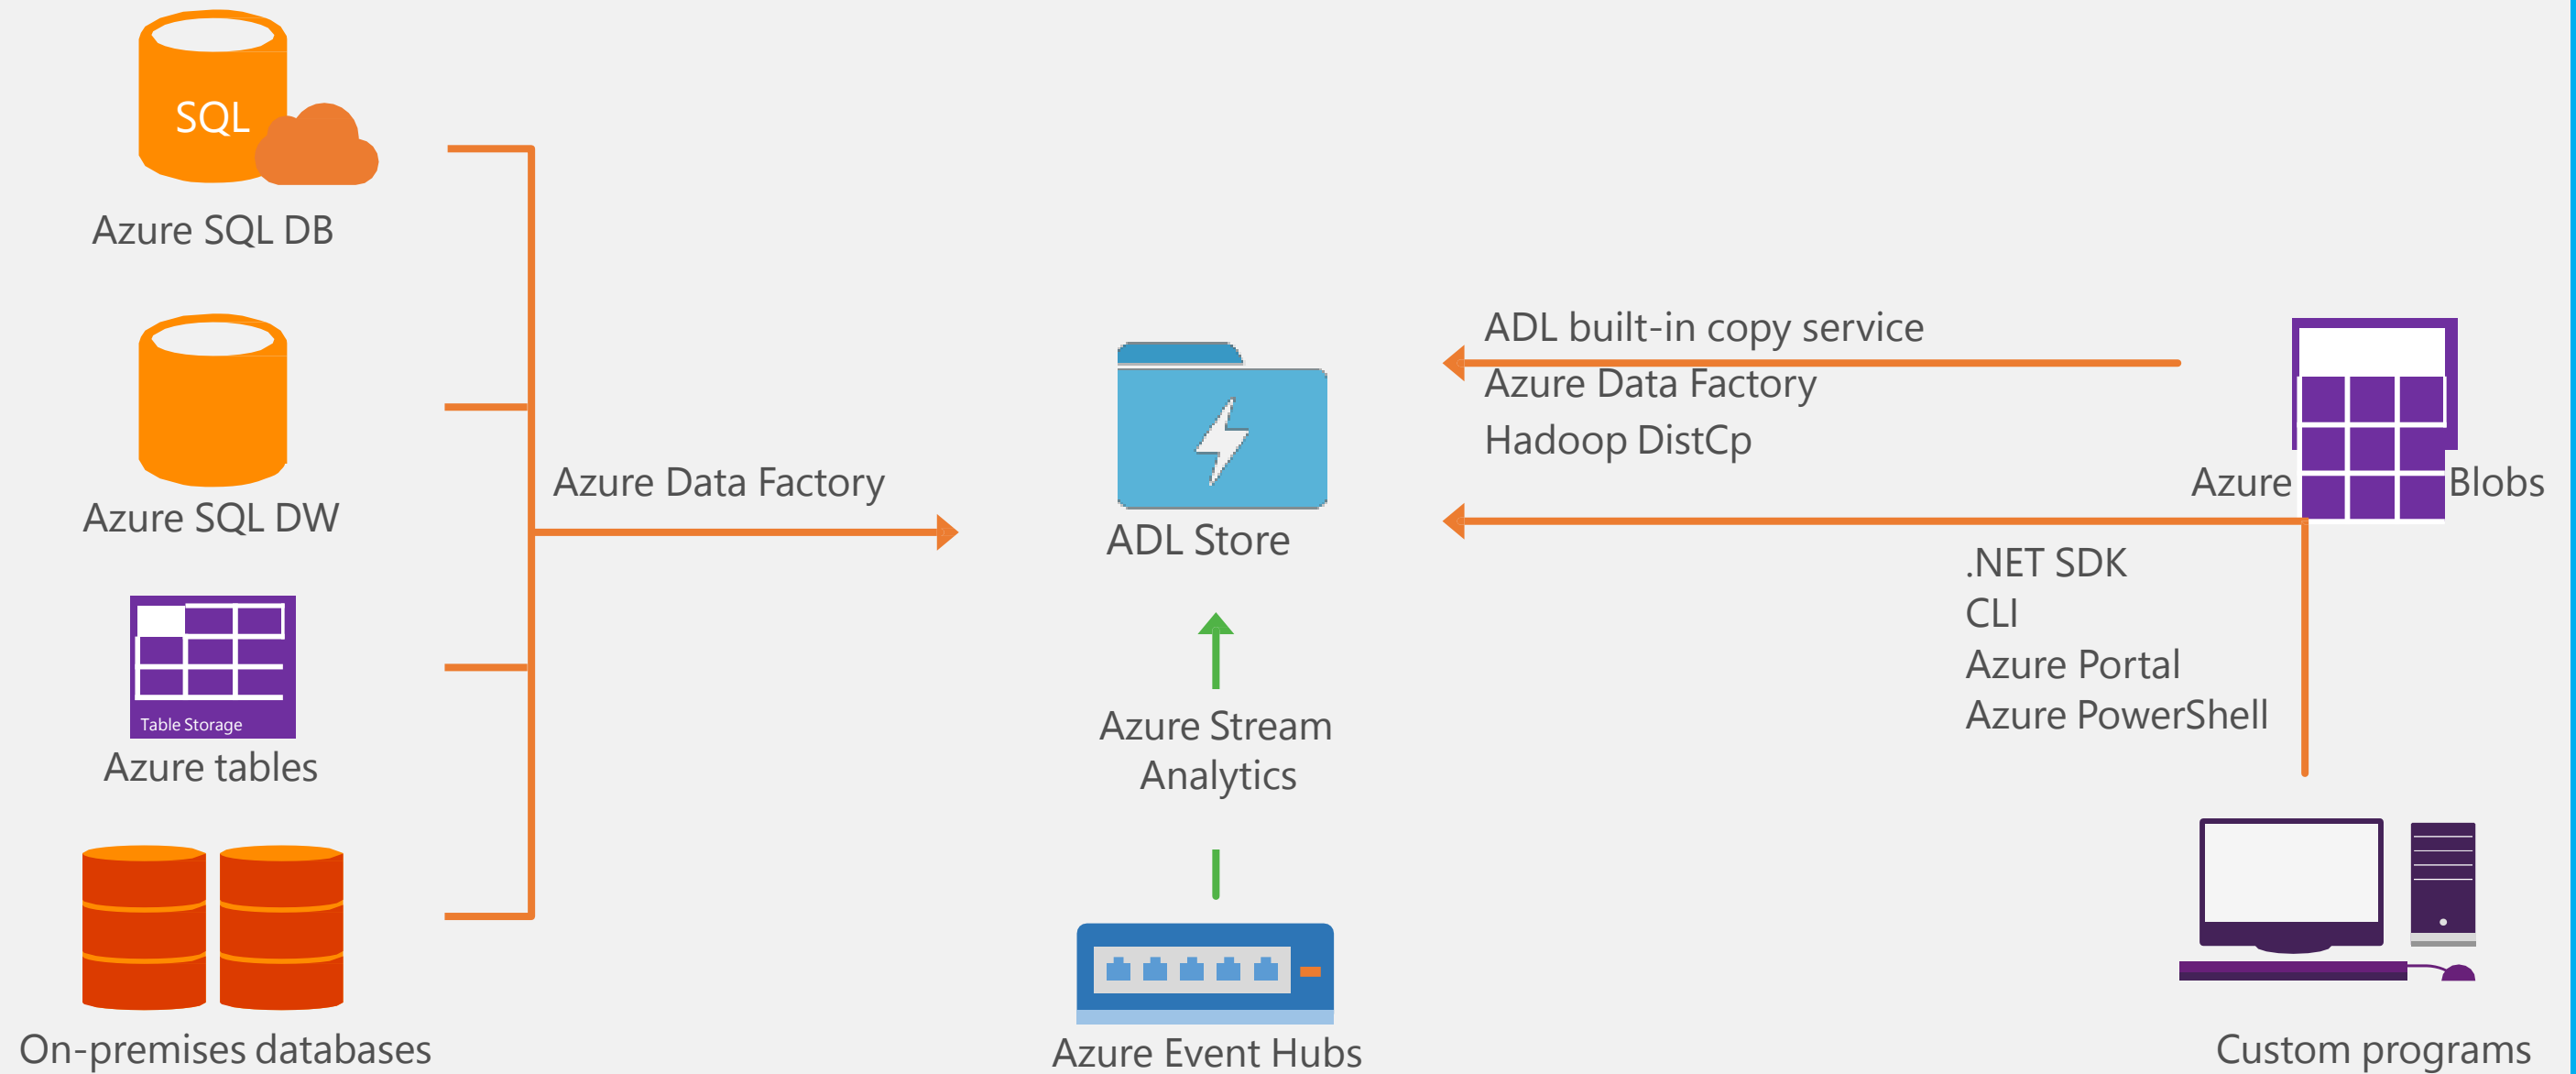 SQL
Azure SQL DB
Azure SQL DW
Table Storage
Azure tables
On-premises databases
Azure Data Factory
ADL Store
Azure Stream
Analytics
Azure Event Hubs
ADL built-in copy service
Azure Data Factory
Hadoop DistCp
Azure Blobs
.NET SDK
CLI
Azure Portal
Azure PowerShell
Custom programs